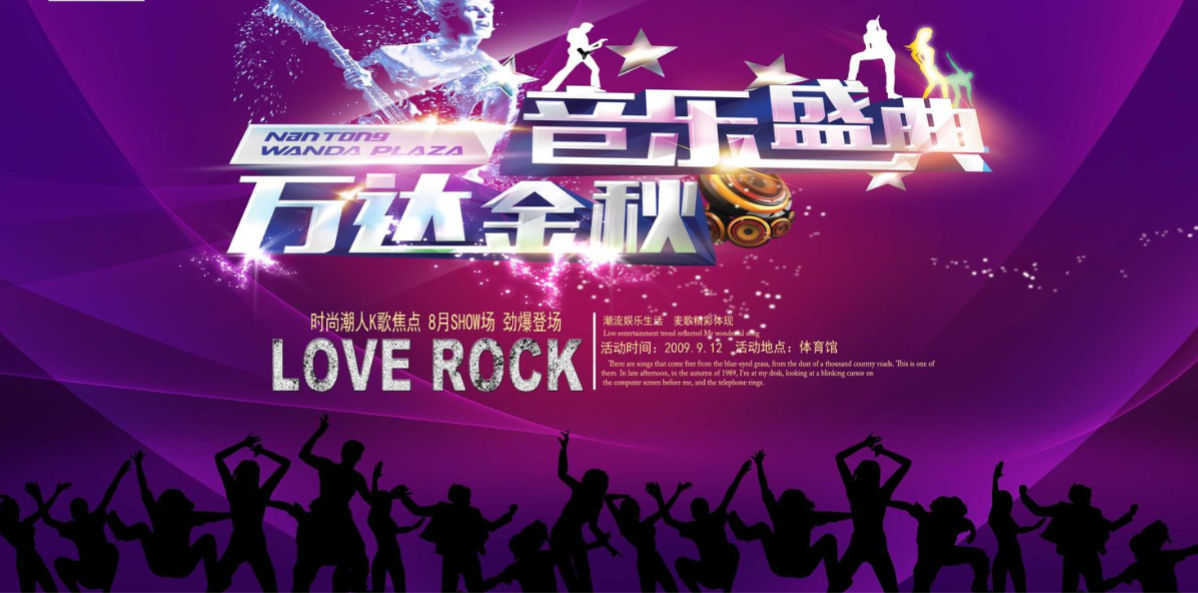 NanTong
WANDA PLAZA
音乐盛典
万达金秋
时尚潮人K歌焦点 8月SHOW场 劲爆登场
LOVE ROCK
潮流娱乐生活 麦歌精彩体现
Live entertainment trend reflected My wonderful song
活动时间：2009.9.12 活动地点：体育馆
There are songs that come free from the blue-eyed grass, from the dust of a thousand country roads. This is one of
them. In late afternoon, in the autumn of 1989, I'm at my desk, looking at a blinking cursor on
the computer screen before me, and the telephone rings.